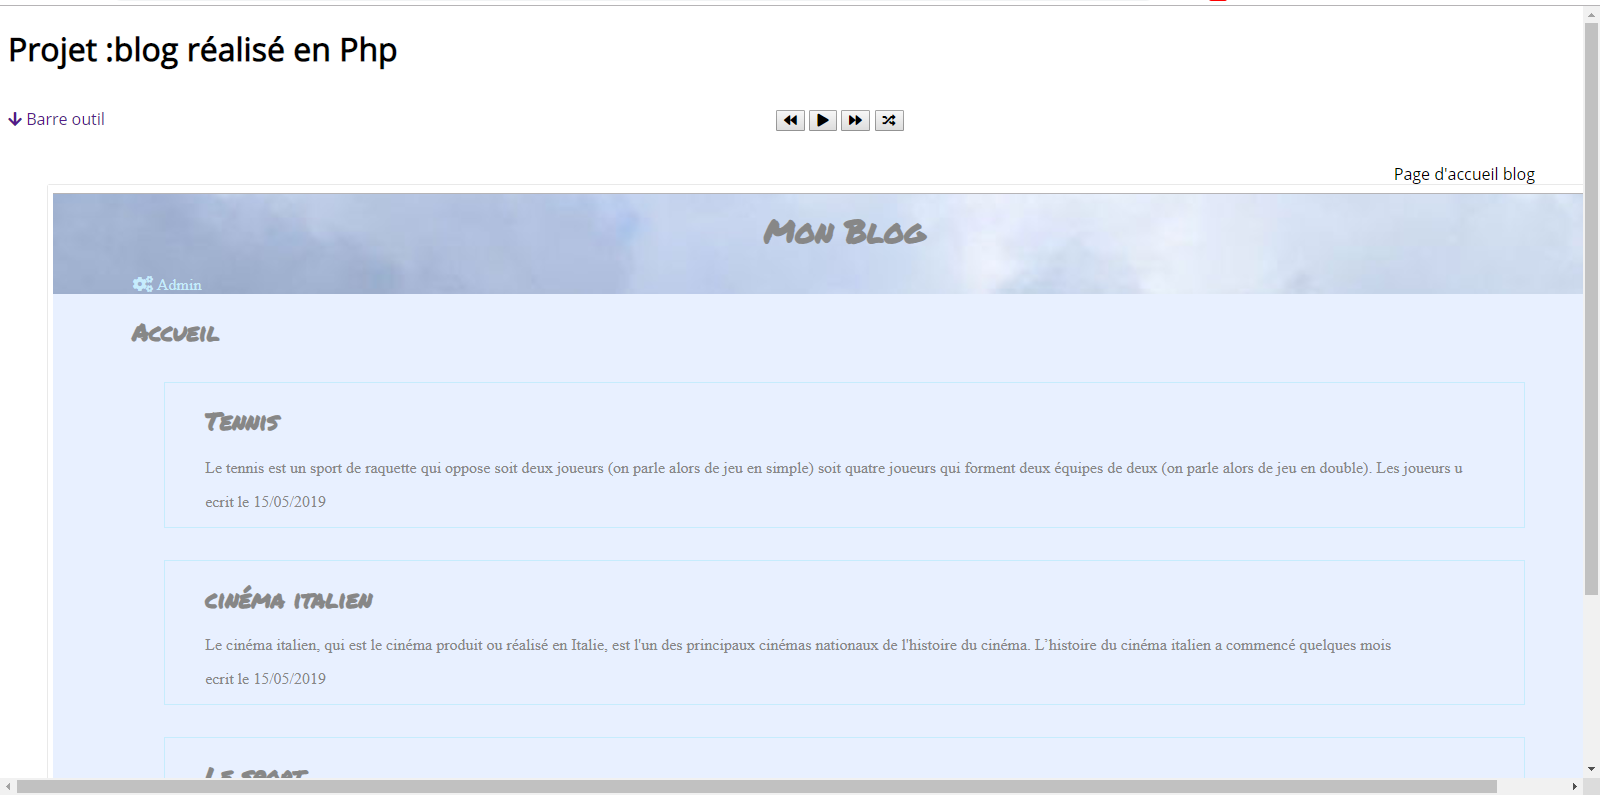 Projet :blog réalisé en Php
Barre outil
Page d'accueil blog
Mon Blog
Admin
Accueil
Tennis
Le tennis est un sport de raquette qui oppose soit deux joueurs (on parle alors de jeu en simple) soit quatre joueurs qui forment deux équipes de deux (on parle alors de jeu en double). Les joueurs u
ecrit le 15/05/2019
cinéma italien
Le cinéma italien, qui est le cinéma produit ou réalisé en Italie, est l'un des principaux cinémas nationaux de l'histoire du cinéma. L’histoire du cinéma italien a commencé quelques mois
ecrit le 15/05/2019
Le sport